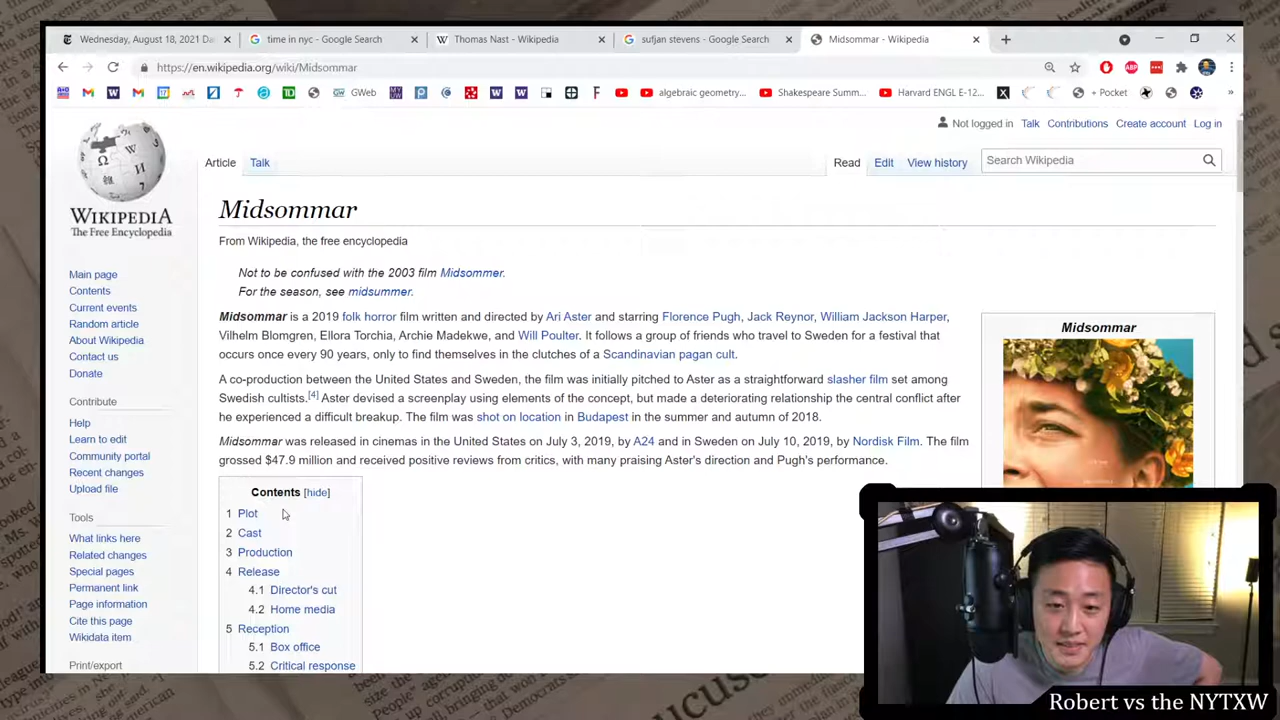 Wednesday, August 18, 2021 Da
time in nyc - Google Search
Thomas Nast - Wikipedia
sufjan stevens - Google Search
Midsommar - Wikipedia
https://en.wikipedia.org/wiki/Midsommar
GWeb
algebraic geometry...
Shakespeare Summ...
Harvard ENGL E-12...
+ Pocket
Not logged in Talk Contributions Create account Log in
Article Talk Read Edit View history Search Wikipedia
WIKIPEDIA
The Free Encyclopedia
Main page
Contents
Current events
Random article
About Wikipedia
Contact us
Donate
Contribute
Help
Learn to edit
Community portal
Recent changes
Upload file
Tools
What links here
Related changes
Special pages
Permanent link
Page information
Cite this page
Wikidata item
Print/export
Midsommar
From Wikipedia, the free encyclopedia
Not to be confused with the 2003 film Midsommer.
For the season, see midsummer.
Midsommar is a 2019 folk horror film written and directed by Ari Aster and starring Florence Pugh, Jack Reynor, William Jackson Harper,
Vilhelm Blomgren, Ellora Torchia, Archie Madekwe, and Will Poulter. It follows a group of friends who travel to Sweden for a festival that
occurs once every 90 years, only to find themselves in the clutches of a Scandinavian pagan cult.
A co-production between the United States and Sweden, the film was initially pitched to Aster as a straightforward slasher film set among
Swedish cultists.[4] Aster devised a screenplay using elements of the concept, but made a deteriorating relationship the central conflict after
he experienced a difficult breakup. The film was shot on location in Budapest in the summer and autumn of 2018.
Midsommar was released in cinemas in the United States on July 3, 2019, by A24 and in Sweden on July 10, 2019, by Nordisk Film. The film
grossed $47.9 million and received positive reviews from critics, with many praising Aster's direction and Pugh's performance.
Contents [hide]
1 Plot
2 Cast
3 Production
4 Release
4.1 Director's cut
4.2 Home media
5 Reception
5.1 Box office
5.2 Critical response
Midsommar
Robert vs the NYTXW